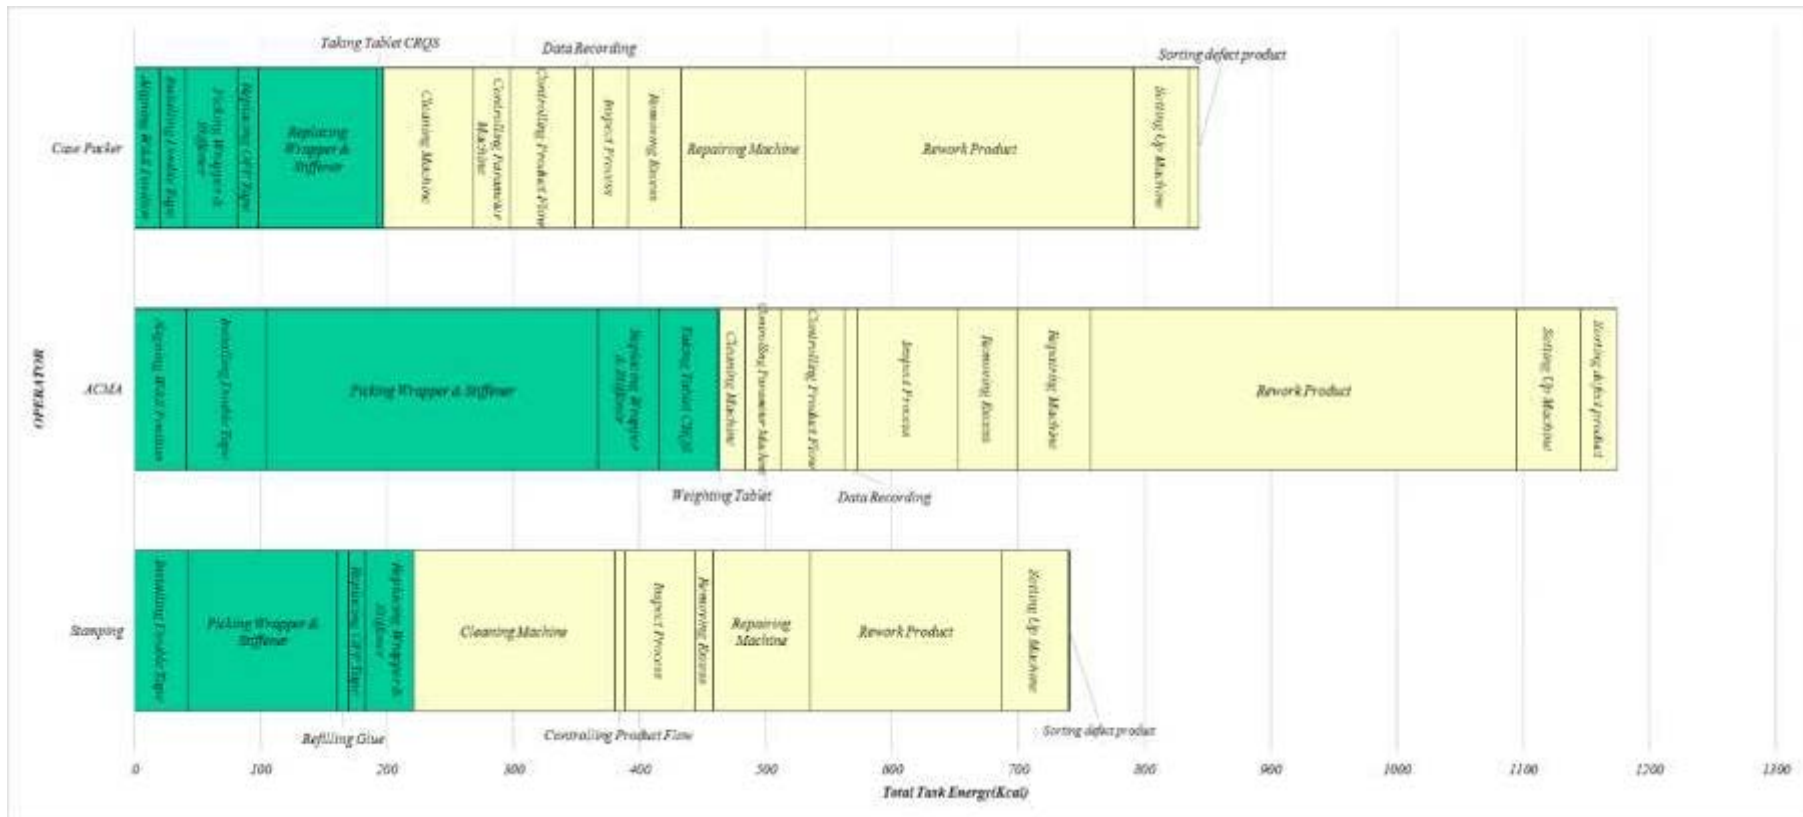 Taking Tablet CRQS
Data Recording
Sorting defect product
Case Packer
Aligning W&S Position
Installing Double Tape
Picking Wrapper &
Stiffener
Replacing OPP Tape
Replacing
Wrapper &
Stiffener
Cleaning Machine
Controlling Parameter
Machine
Controlling Product Flow
Inspect Process
Removing Excess
Repairing Machine
Rework Product
Setting Up Machine
OPERATOR
ACMA
Aligning W&S Position
Installing Double Tape
Picking Wrapper & Stiffener
Replacing Wrapper
& Stiffener
Taking Tablet CRQS
Cleaning Machine
Controlling Parameter Machine
Controlling Product Flow
Inspect Process
Removing Excess
Repairing Machine
Rework Product
Setting Up Machine
Sorting defect product
Weighting Tablet
Data Recording
Stamping
Installing Double Tape
Picking Wrapper &
Stiffener
Replacing OPP Tape
Replacing Wrapper &
Stiffener
Cleaning Machine
Inspect Process
Removing Excess
Repairing
Machine
Rework Product
Setting Up Machine
Refilling Glue
Controlling Product Flow
Sorting defect product
0 100 200 300 400 500 600 700 800 900 1000 1100 1200 1300
Total Task Energy(Kcal)